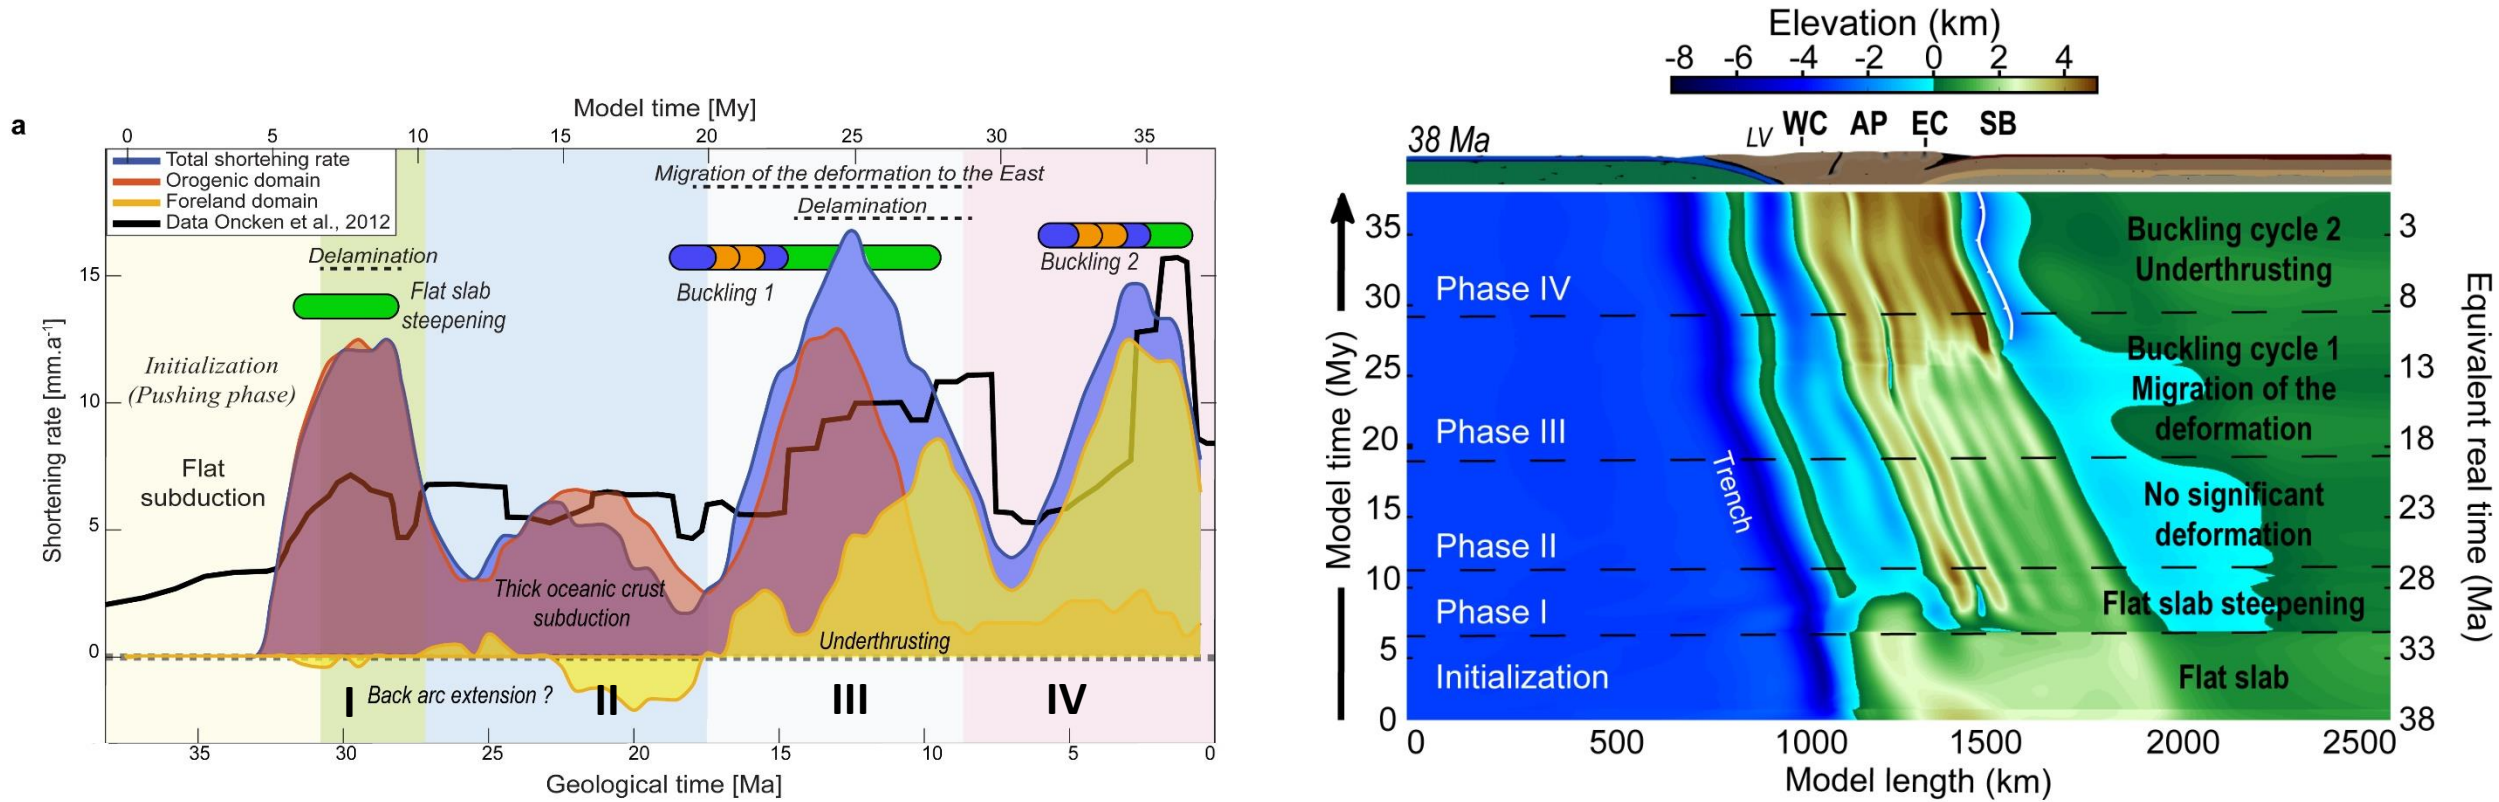 a
Model time [My]
0 5 10 15 20 25 30 35
Total shortening rate
Orogenic domain
Foreland domain
Data Oncken et al., 2012
Migration of the deformation to the East
Delamination
Delamination
Flat slab
steepening
Buckling 1
Buckling 2
Initialization
(Pushing phase)
Flat
subduction
Thick oceanic crust
subduction
Underthrusting
I
Back arc extension ?
II
III
IV
Shortening rate [mm.a-1]
15
10
5
0
35 30 25 20 15 10 5 0
Geological time [Ma]
Elevation (km)
-8 -6 -4 -2 0 2 4
38 Ma
LV WC AP EC SB
Model time (My)
35
30
25
20
15
10
5
0
Phase IV
Phase III
Phase II
Phase I
Initialization
Trench
Buckling cycle 2
Underthrusting
Buckling cycle 1
Migration of the
deformation
No significant
deformation
Flat slab steepening
Flat slab
3
8
13
18
23
28
33
38
Equivalent real time (Ma)
0 500 1000 1500 2000 2500
Model length (km)